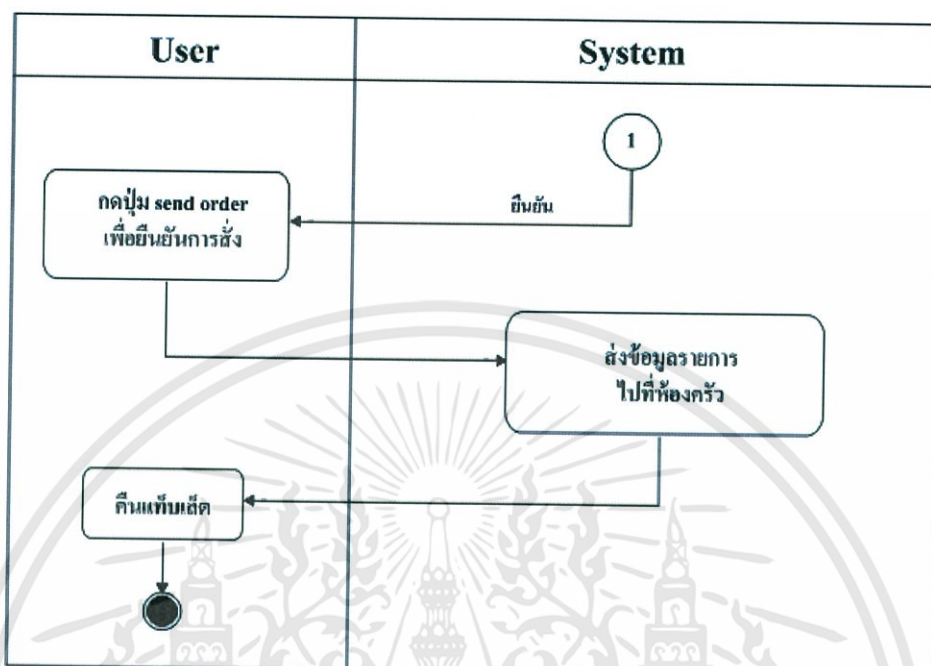 User
System
1
ยืนยัน
กดปุ่ม send order
เพื่อยืนยันการสั่ง
ส่งข้อมูลรายการ
ไปที่ห้องครัว
คืนแท็บเล็ต